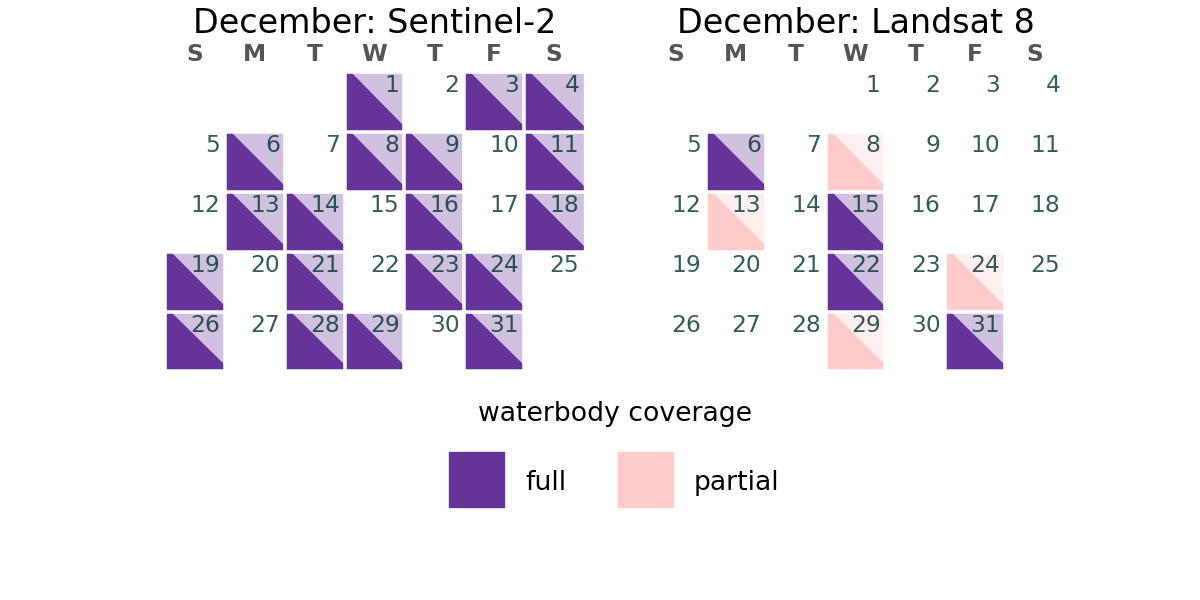 December: Sentinel-2
S M T W T F S
1 2 3 4
5 6 7 8 9 10 11
12 13 14 15 16 17 18
19 20 21 22 23 24 25
26 27 28 29 30 31
December: Landsat 8
S M T W T F S
1 2 3 4
5 6 7 8 9 10 11
12 13 14 15 16 17 18
19 20 21 22 23 24 25
26 27 28 29 30 31
waterbody coverage
full partial